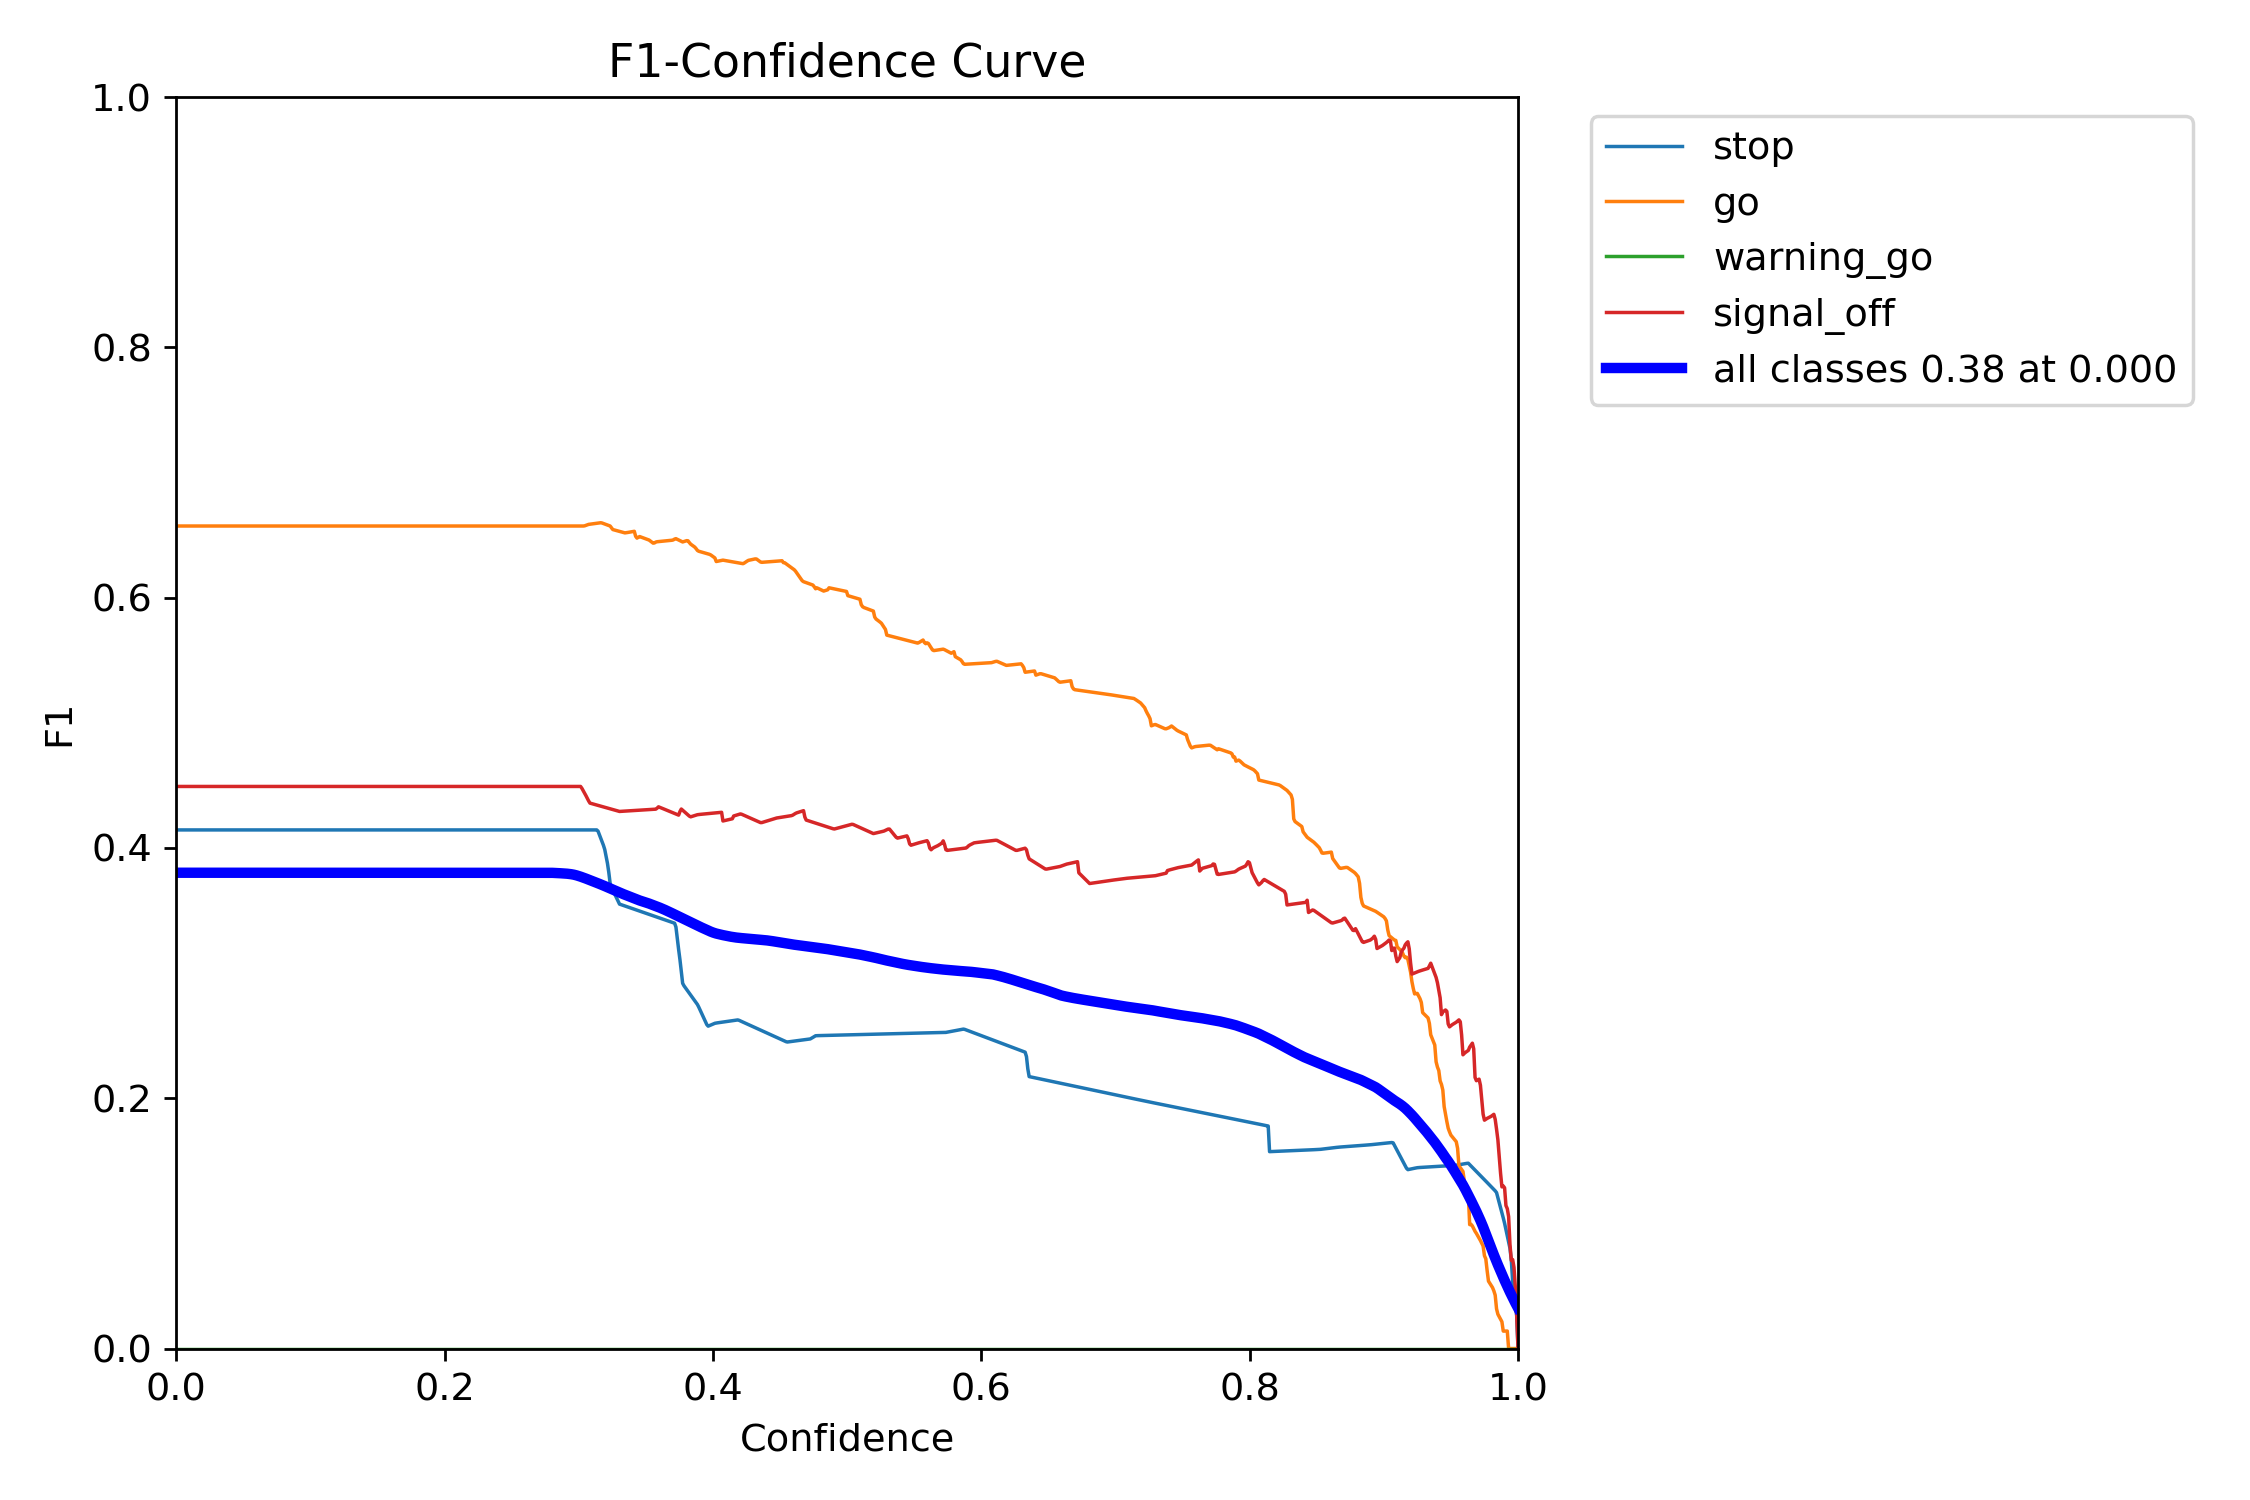 F1-Confidence Curve
1.0
0.8
0.6
0.4
0.2
0.0
F1
0.0 0.2 0.4 0.6 0.8 1.0
Confidence
stop
go
warning_go
signal_off
all classes 0.38 at 0.000